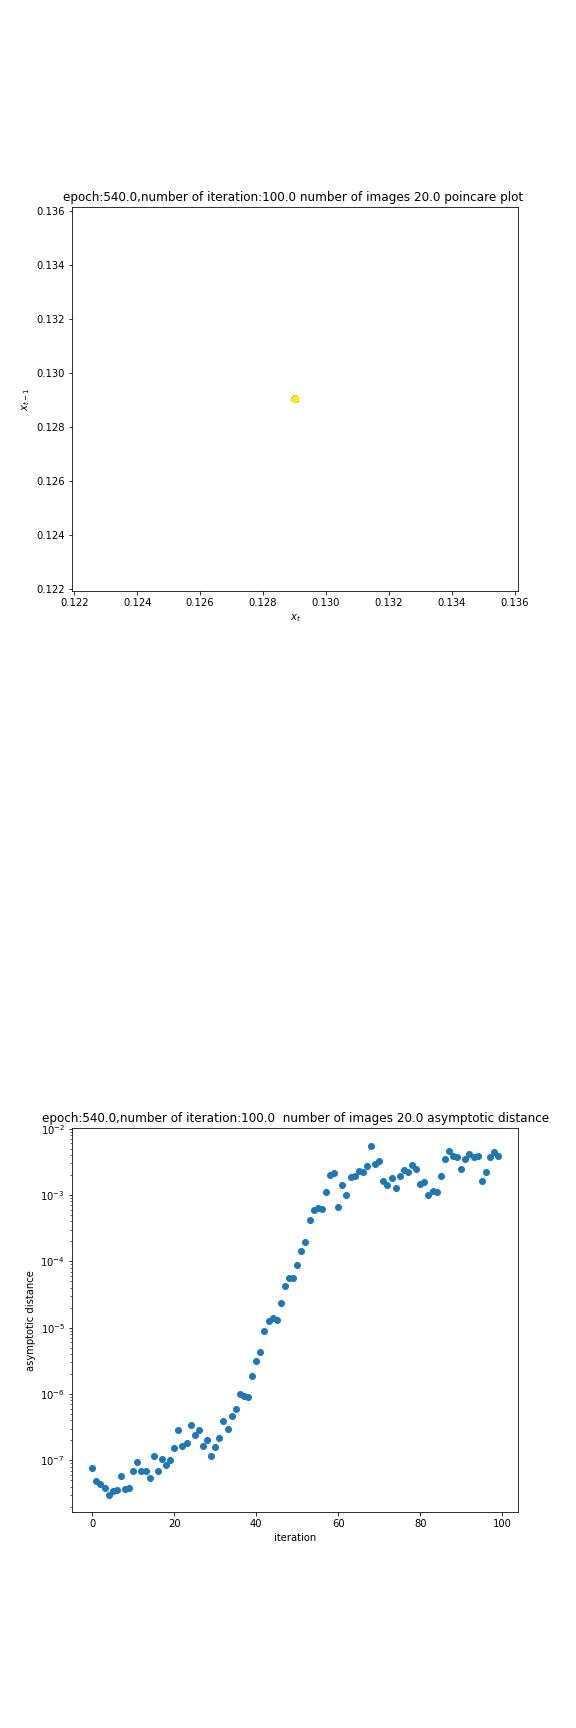 epoch:540.0,number of iteration:100.0 number of images 20.0 poincare plot
0.136
0.134
0.132
0.130
0.128
0.126
0.124
0.122
x_{t-1}
0.122 0.124 0.126 0.128 0.130 0.132 0.134 0.136
x_t
epoch:540.0,number of iteration:100.0  number of images 20.0 asymptotic distance
10^{-2}
10^{-3}
10^{-4}
10^{-5}
10^{-6}
10^{-7}
asymptotic distance
0 20 40 60 80 100
iteration